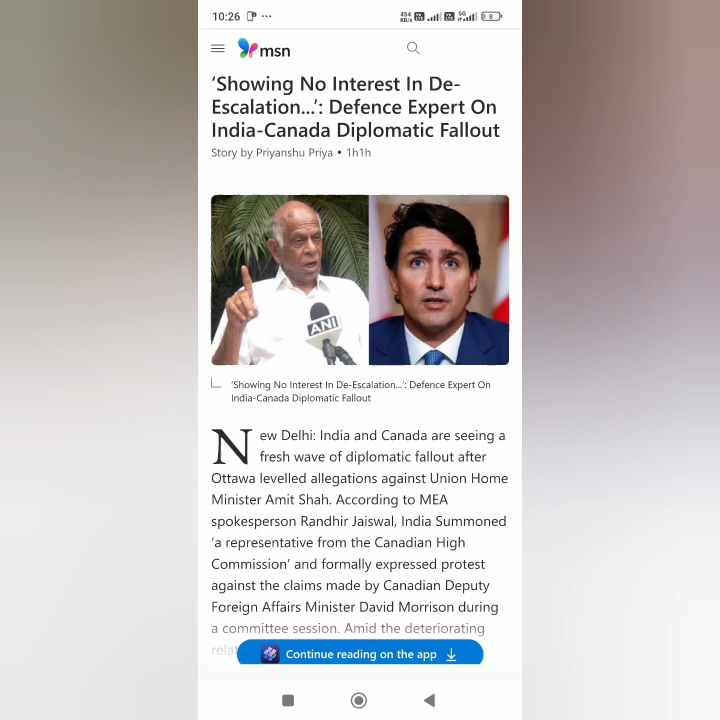 10:26 ...
454 KB/s 5G 8
msn
‘Showing No Interest In De-
Escalation...’: Defence Expert On
India-Canada Diplomatic Fallout
Story by Priyanshu Priya • 1h1h
ANI
‘Showing No Interest In De-Escalation...’: Defence Expert On
India-Canada Diplomatic Fallout
New Delhi: India and Canada are seeing a
fresh wave of diplomatic fallout after
Ottawa levelled allegations against Union Home
Minister Amit Shah. According to MEA
spokesperson Randhir Jaiswal, India Summoned
‘a representative from the Canadian High
Commission’ and formally expressed protest
against the claims made by Canadian Deputy
Foreign Affairs Minister David Morrison during
a committee session. Amid the deteriorating
Continue reading on the app